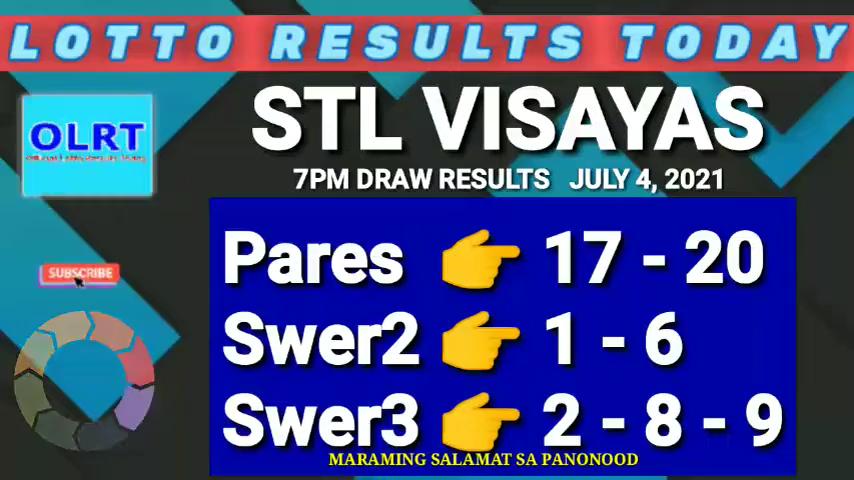 LOTTO RESULTS TODAY
STL VISAYAS
OLRT
7PM DRAW RESULTS JULY 4, 2021
Pares 👉 17 - 20
SUBSCRIBE
Swer2 👉 1 - 6
Swer3 👉 2 - 8 - 9
MARAMING SALAMAT SA PANONOOD